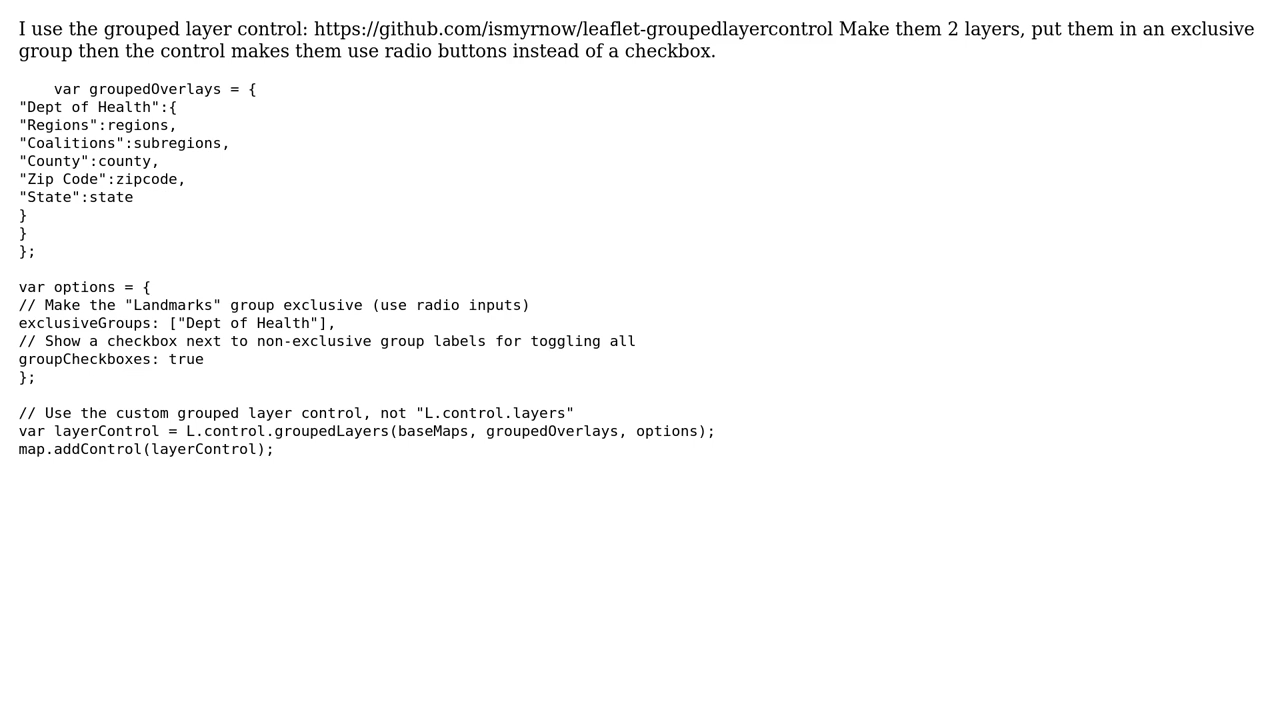 I use the grouped layer control: https://github.com/ismyrnow/leaflet-groupedlayercontrol Make them 2 layers, put them in an exclusive
group then the control makes them use radio buttons instead of a checkbox.
    var groupedOverlays = {
"Dept of Health":{
"Regions":regions,
"Coalitions":subregions,
"County":county,
"Zip Code":zipcode,
"State":state
}
}
};
var options = {
// Make the "Landmarks" group exclusive (use radio inputs)
exclusiveGroups: ["Dept of Health"],
// Show a checkbox next to non-exclusive group labels for toggling all
groupCheckboxes: true
};
// Use the custom grouped layer control, not "L.control.layers"
var layerControl = L.control.groupedLayers(baseMaps, groupedOverlays, options);
map.addControl(layerControl);